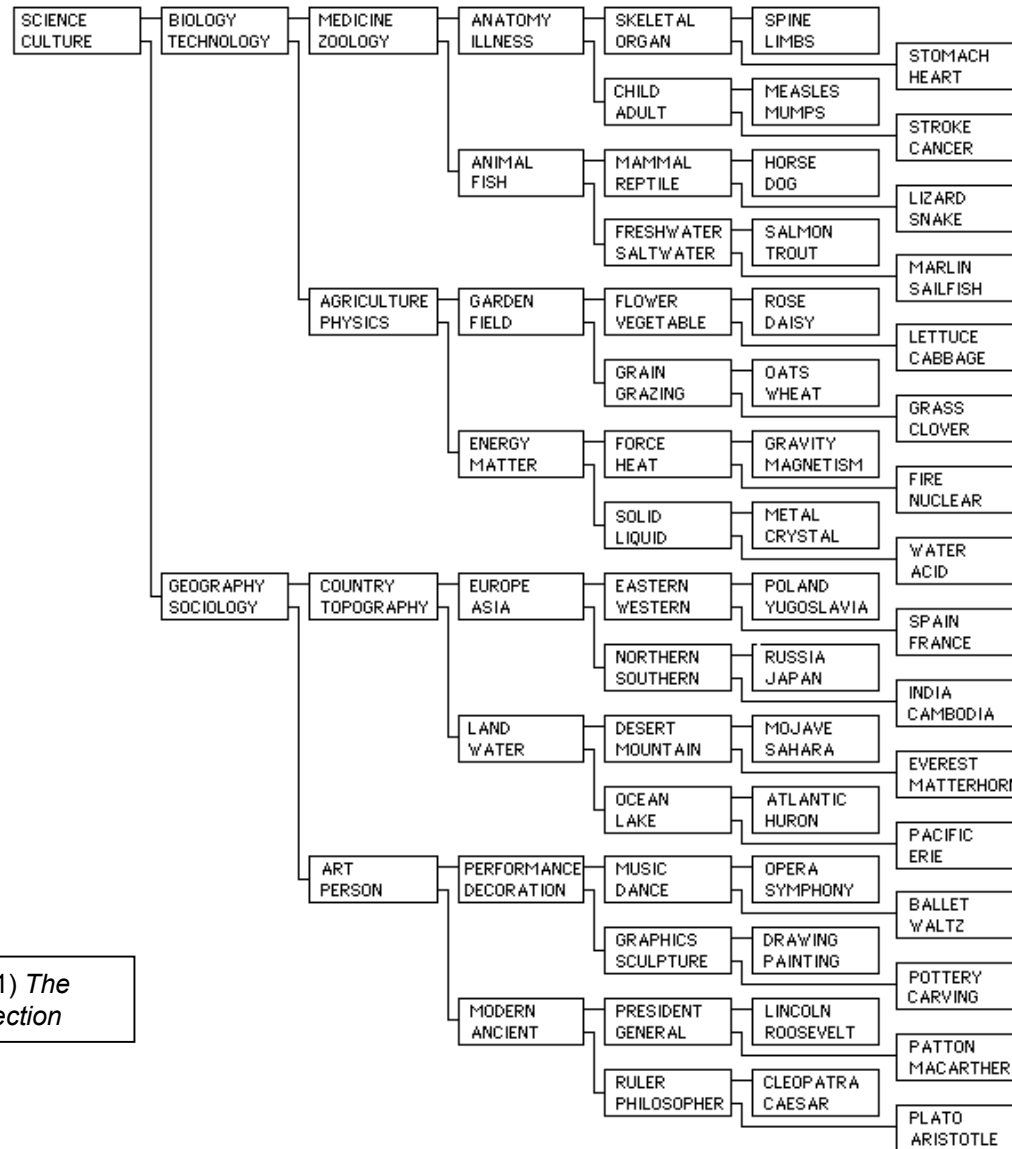 SCIENCE
CULTURE
BIOLOGY
TECHNOLOGY
MEDICINE
ZOOLOGY
ANATOMY
ILLNESS
SKELETAL
ORGAN
SPINE
LIMBS
STOMACH
HEART
CHILD
ADULT
MEASLES
MUMPS
STROKE
CANCER
ANIMAL
FISH
MAMMAL
REPTILE
HORSE
DOG
LIZARD
SNAKE
FRESHWATER
SALTWATER
SALMON
TROUT
MARLIN
SAILFISH
AGRICULTURE
PHYSICS
GARDEN
FIELD
FLOWER
VEGETABLE
ROSE
DAISY
LETTUCE
CABBAGE
GRAIN
GRAZING
OATS
WHEAT
GRASS
CLOVER
ENERGY
MATTER
FORCE
HEAT
GRAVITY
MAGNETISM
FIRE
NUCLEAR
SOLID
LIQUID
METAL
CRYSTAL
WATER
ACID
GEOGRAPHY
SOCIOLOGY
COUNTRY
TOPOGRAPHY
EUROPE
ASIA
EASTERN
WESTERN
POLAND
YUGOSLAVIA
SPAIN
FRANCE
NORTHERN
SOUTHERN
RUSSIA
JAPAN
INDIA
CAMBODIA
LAND
WATER
DESERT
MOUNTAIN
MOJAVE
SAHARA
EVEREST
MATTERHORN
OCEAN
LAKE
ATLANTIC
HURON
PACIFIC
ERIE
ART
PERSON
PERFORMANCE
DECORATION
MUSIC
DANCE
OPERA
SYMPHONY
BALLET
WALTZ
GRAPHICS
SCULPTURE
DRAWING
PAINTING
POTTERY
CARVING
MODERN
ANCIENT
PRESIDENT
GENERAL
LINCOLN
ROOSEVELT
PATTON
MACARTHER
RULER
PHILOSOPHER
CLEOPATRA
CAESAR
PLATO
ARISTOTLE
1) The
ection